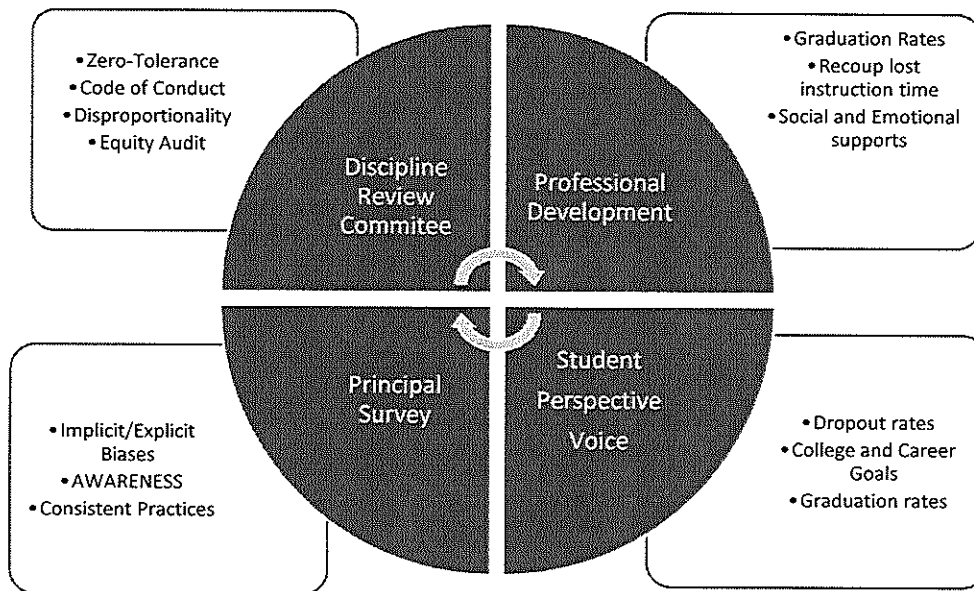 • Zero-Tolerance
• Code of Conduct
• Disproportionality
• Equity Audit
Discipline
Review
Commitee
Professional
Development
• Graduation Rates
• Recoup lost
instruction time
• Social and Emotional
supports
• Implicit/Explicit
Biases
• AWARENESS
• Consistent Practices
Principal
Survey
Student
Perspective
Voice
• Dropout rates
• College and Career
Goals
• Graduation rates